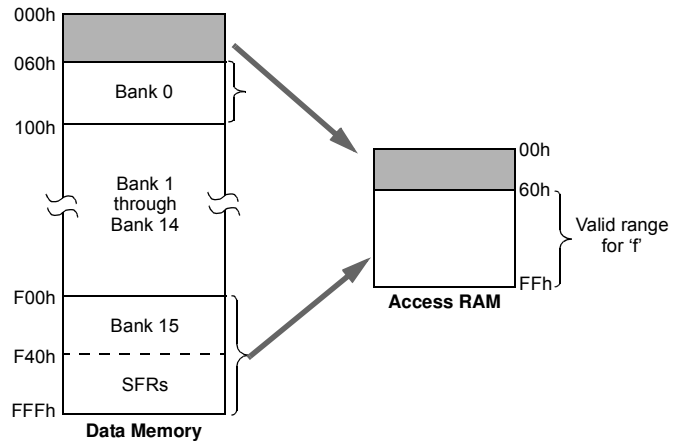 000h
060h
Bank 0
100h
Bank 1
through
Bank 14
F00h
Bank 15
F40h
SFRs
FFFh
Data Memory
00h
60h
Valid range
for ‘f’
FFh
Access RAM